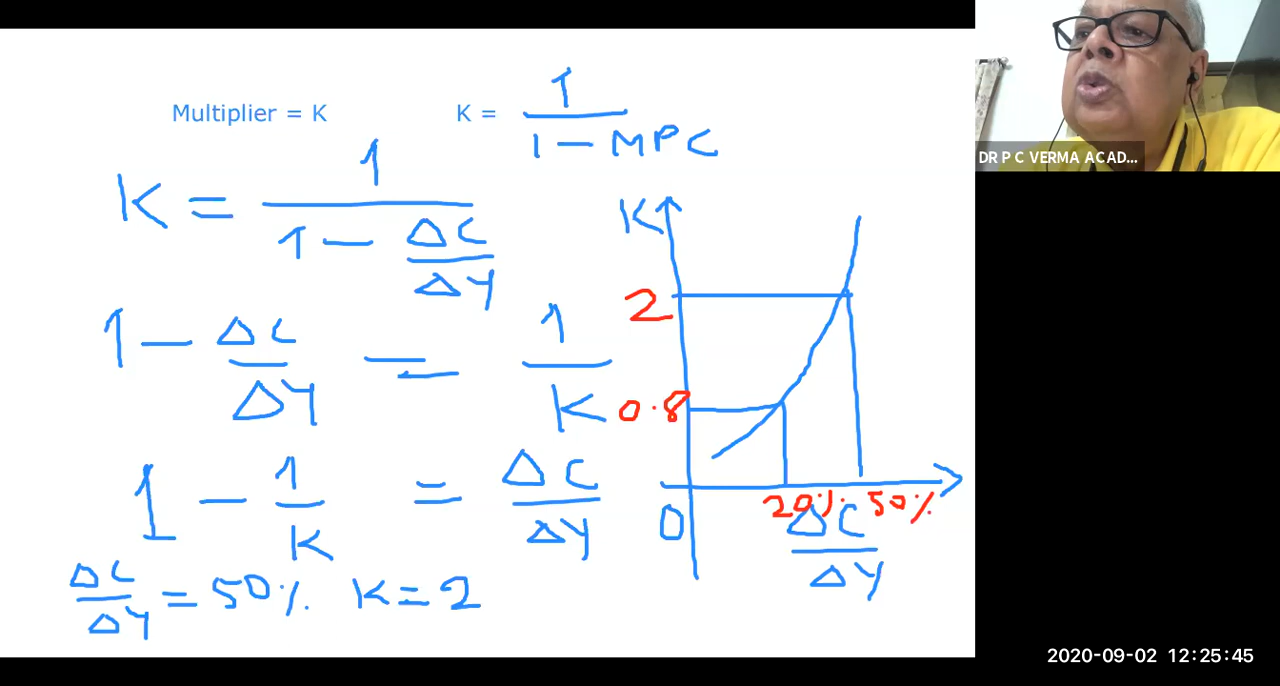 Multiplier = K    K = 1 / (1 - MPC)
K = 1 / (1 - ΔC/ΔY)
1 - ΔC/ΔY = 1/K
1 - 1/K = ΔC/ΔY
ΔC/ΔY = 50%  K = 2
K
2
0.8
0
20%
50%
ΔC/ΔY
DR P C VERMA ACAD...
2020-09-02 12:25:45